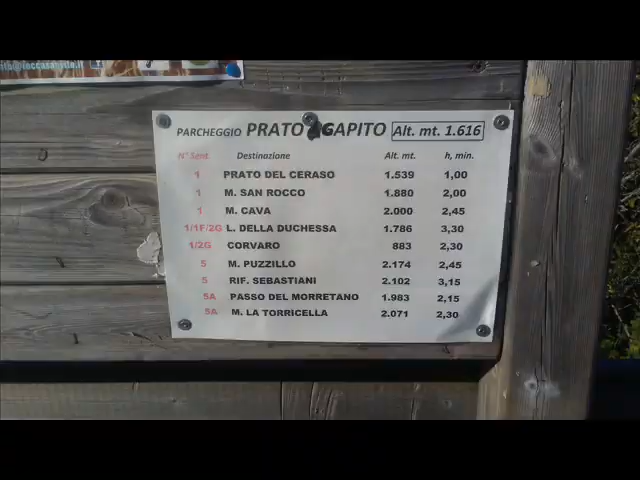 PARCHEGGIO PRATO AGAPITO Alt. mt. 1.616
N° Sent Destinazione Alt. mt. h, min.
1 PRATO DEL CERASO 1.539 1,00
1 M. SAN ROCCO 1.880 2,00
1 M. CAVA 2.000 2,45
1/1F/2G L. DELLA DUCHESSA 1.786 3,30
1/2G CORVARO 883 2,30
5 M. PUZZILLO 2.174 2,45
5 RIF. SEBASTIANI 2.102 3,15
5A PASSO DEL MORRETANO 1.983 2,15
5A M. LA TORRICELLA 2.071 2,30